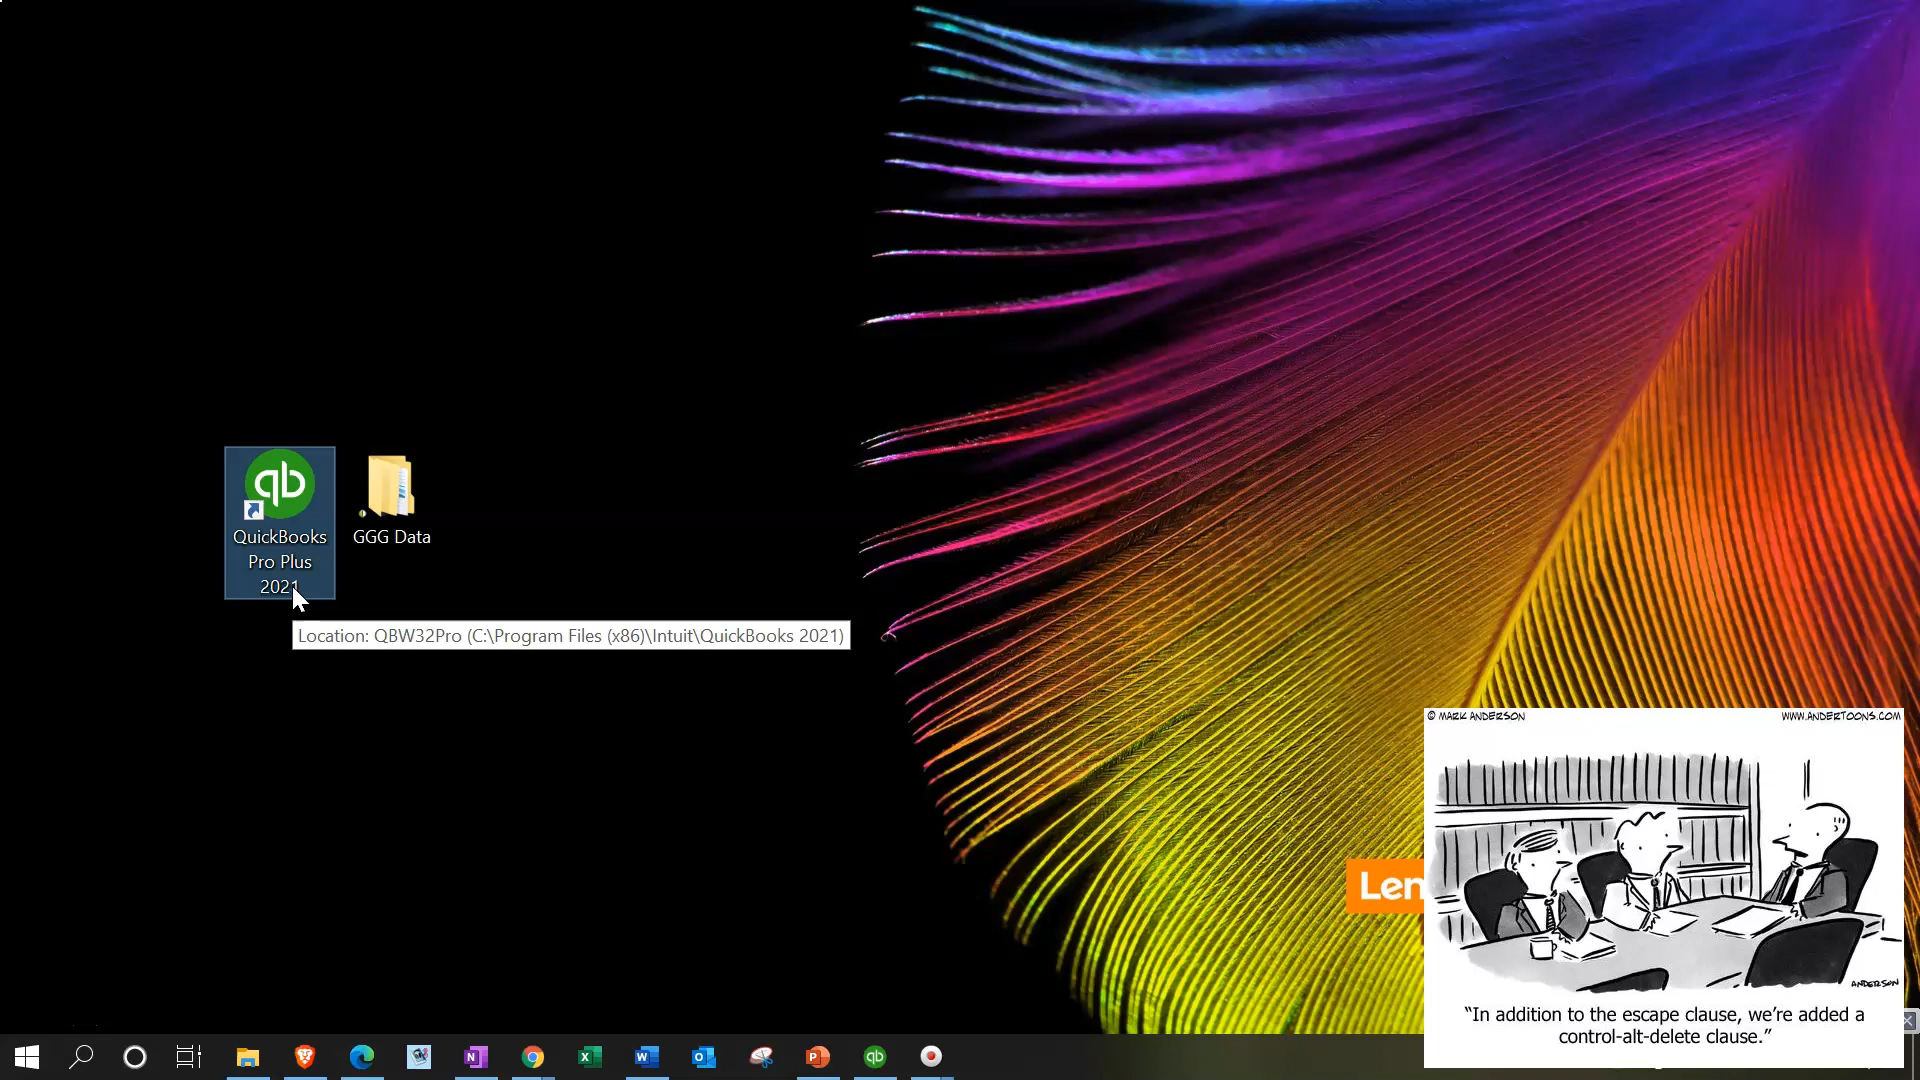 QuickBooks
Pro Plus
2021
GGG Data
Location: QBW32Pro (C:\Program Files (x86)\Intuit\QuickBooks 2021)
Len
© MARK ANDERSON
WWW.ANDERTOONS.COM
ANDERSON
“In addition to the escape clause, we’re added a
control-alt-delete clause.”